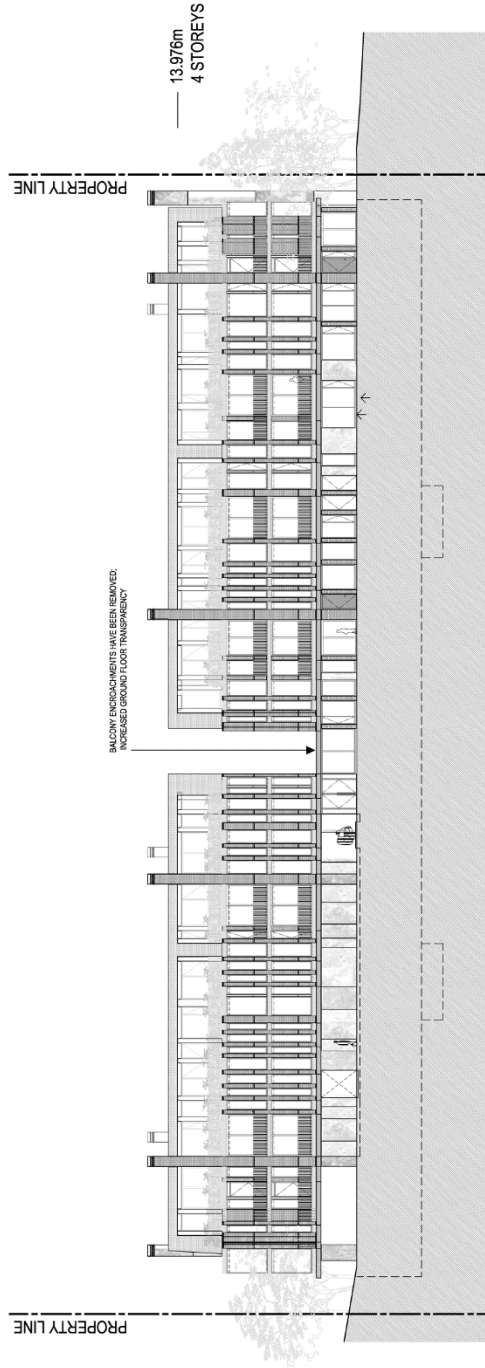 13.976m
4 STOREYS
PROPERTY LINE
BALCONY ENCROACHMENTS HAVE BEEN REMOVED;
INCREASED GROUND FLOOR TRANSPARENCY
PROPERTY LINE